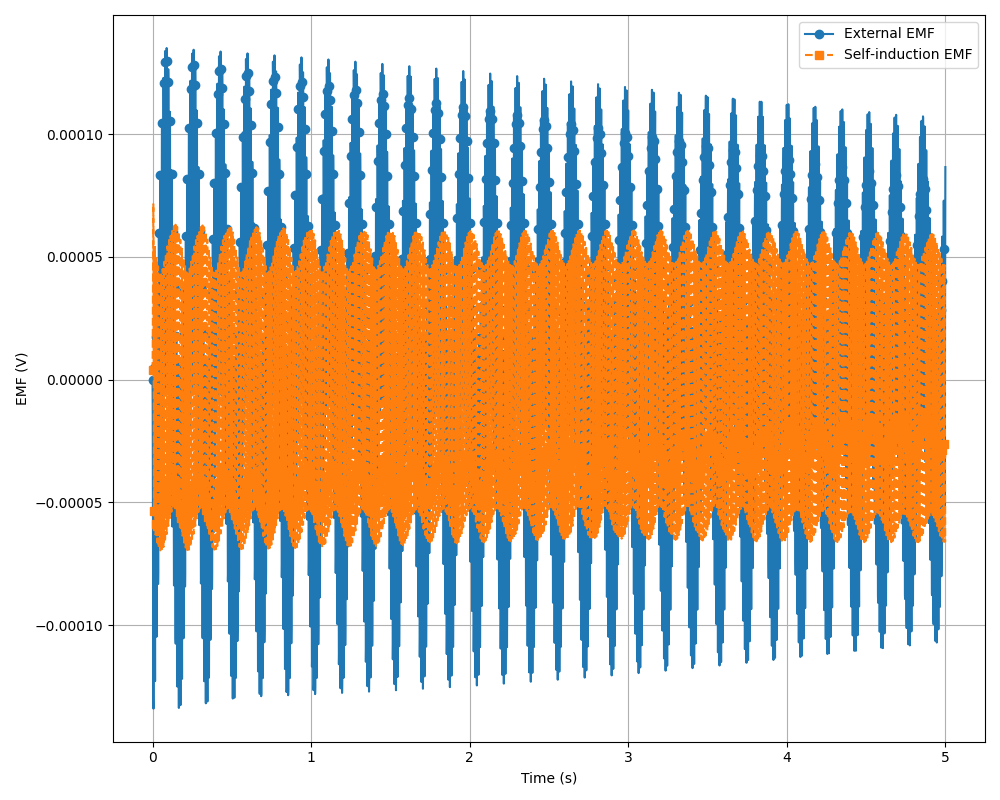 External EMF
Self-induction EMF
0.00010
0.00005
0.00000
−0.00005
−0.00010
EMF (V)
0 1 2 3 4 5
Time (s)